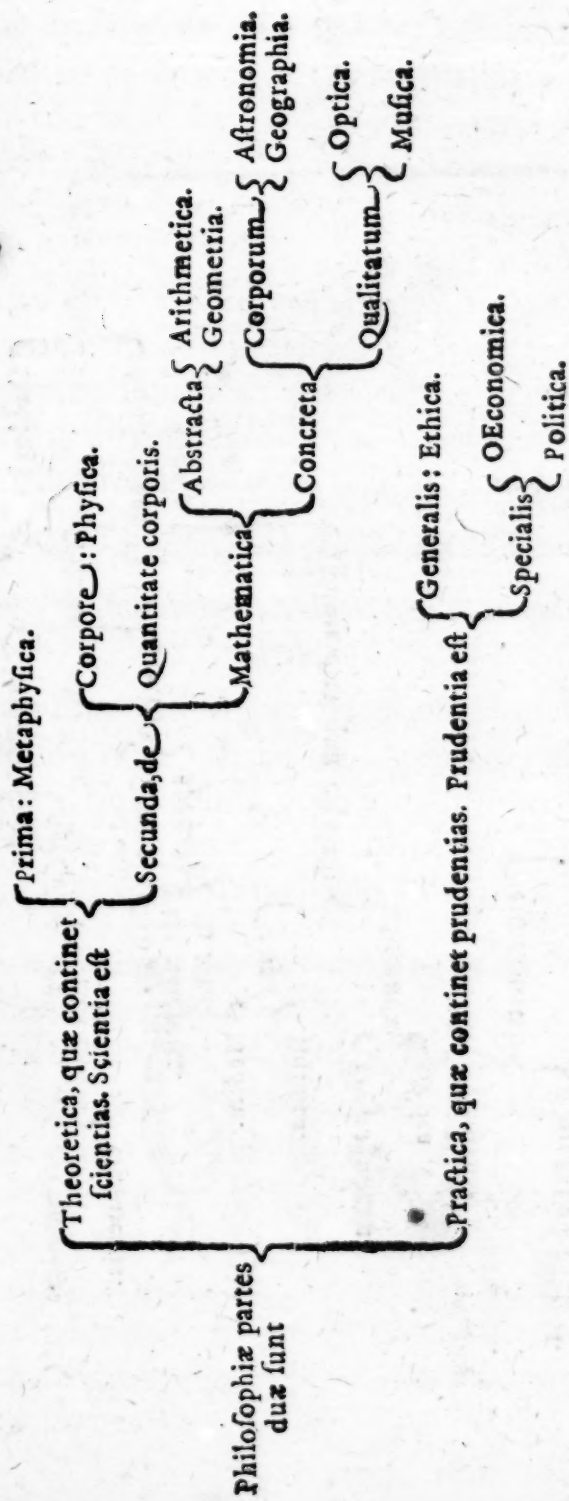 Philoſophiæ partes
duæ ſunt
Theoretica, quæ continet
ſcientias. Scientia eſt
Prima: Metaphyſica.
Secunda, de
Corpore: Phyſica.
Quantitate corporis.
Mathematica
Abstracta
Arithmetica.
Geometria.
Concreta
Corporum
Aſtronomia.
Geographia.
Qualitatum
Optica.
Muſica.
Practica, quæ continet prudentias. Prudentia eſt
Generalis: Ethica.
Specialis
OEconomica.
Politica.